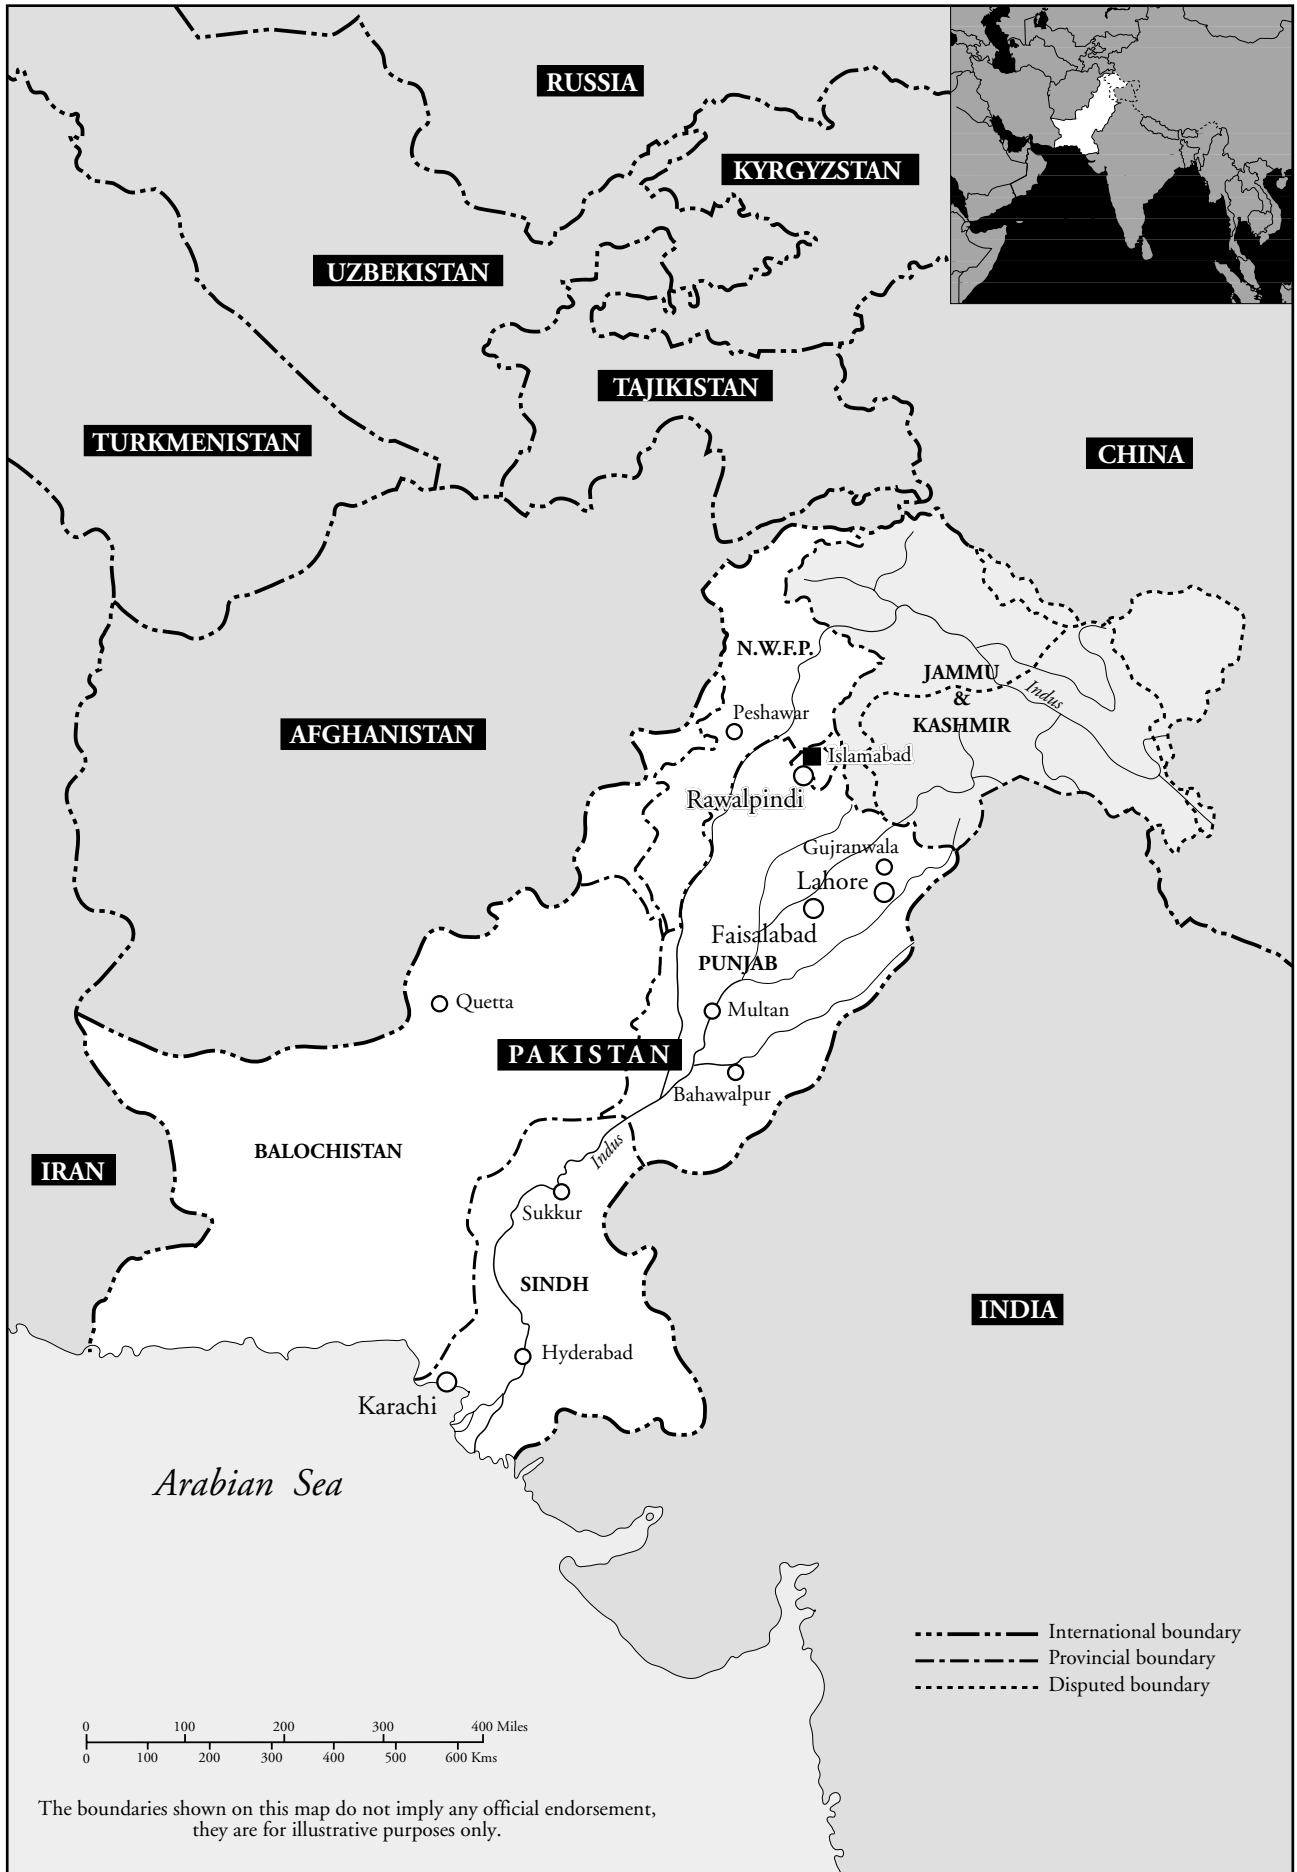 RUSSIA
KYRGYZSTAN
UZBEKISTAN
TAJIKISTAN
TURKMENISTAN
CHINA
N.W.F.P.
JAMMU
&
KASHMIR
Indus
Peshawar
AFGHANISTAN
Islamabad
Rawalpindi
Gujranwala
Lahore
Faisalabad
PUNJAB
Quetta
Multan
PAKISTAN
Bahawalpur
BALOCHISTAN
Indus
IRAN
Sukkur
SINDH
INDIA
Hyderabad
Karachi
Arabian Sea
International boundary
Provincial boundary
Disputed boundary
0 100 200 300 400 Miles
0 100 200 300 400 500 600 Kms
The boundaries shown on this map do not imply any official endorsement,
they are for illustrative purposes only.